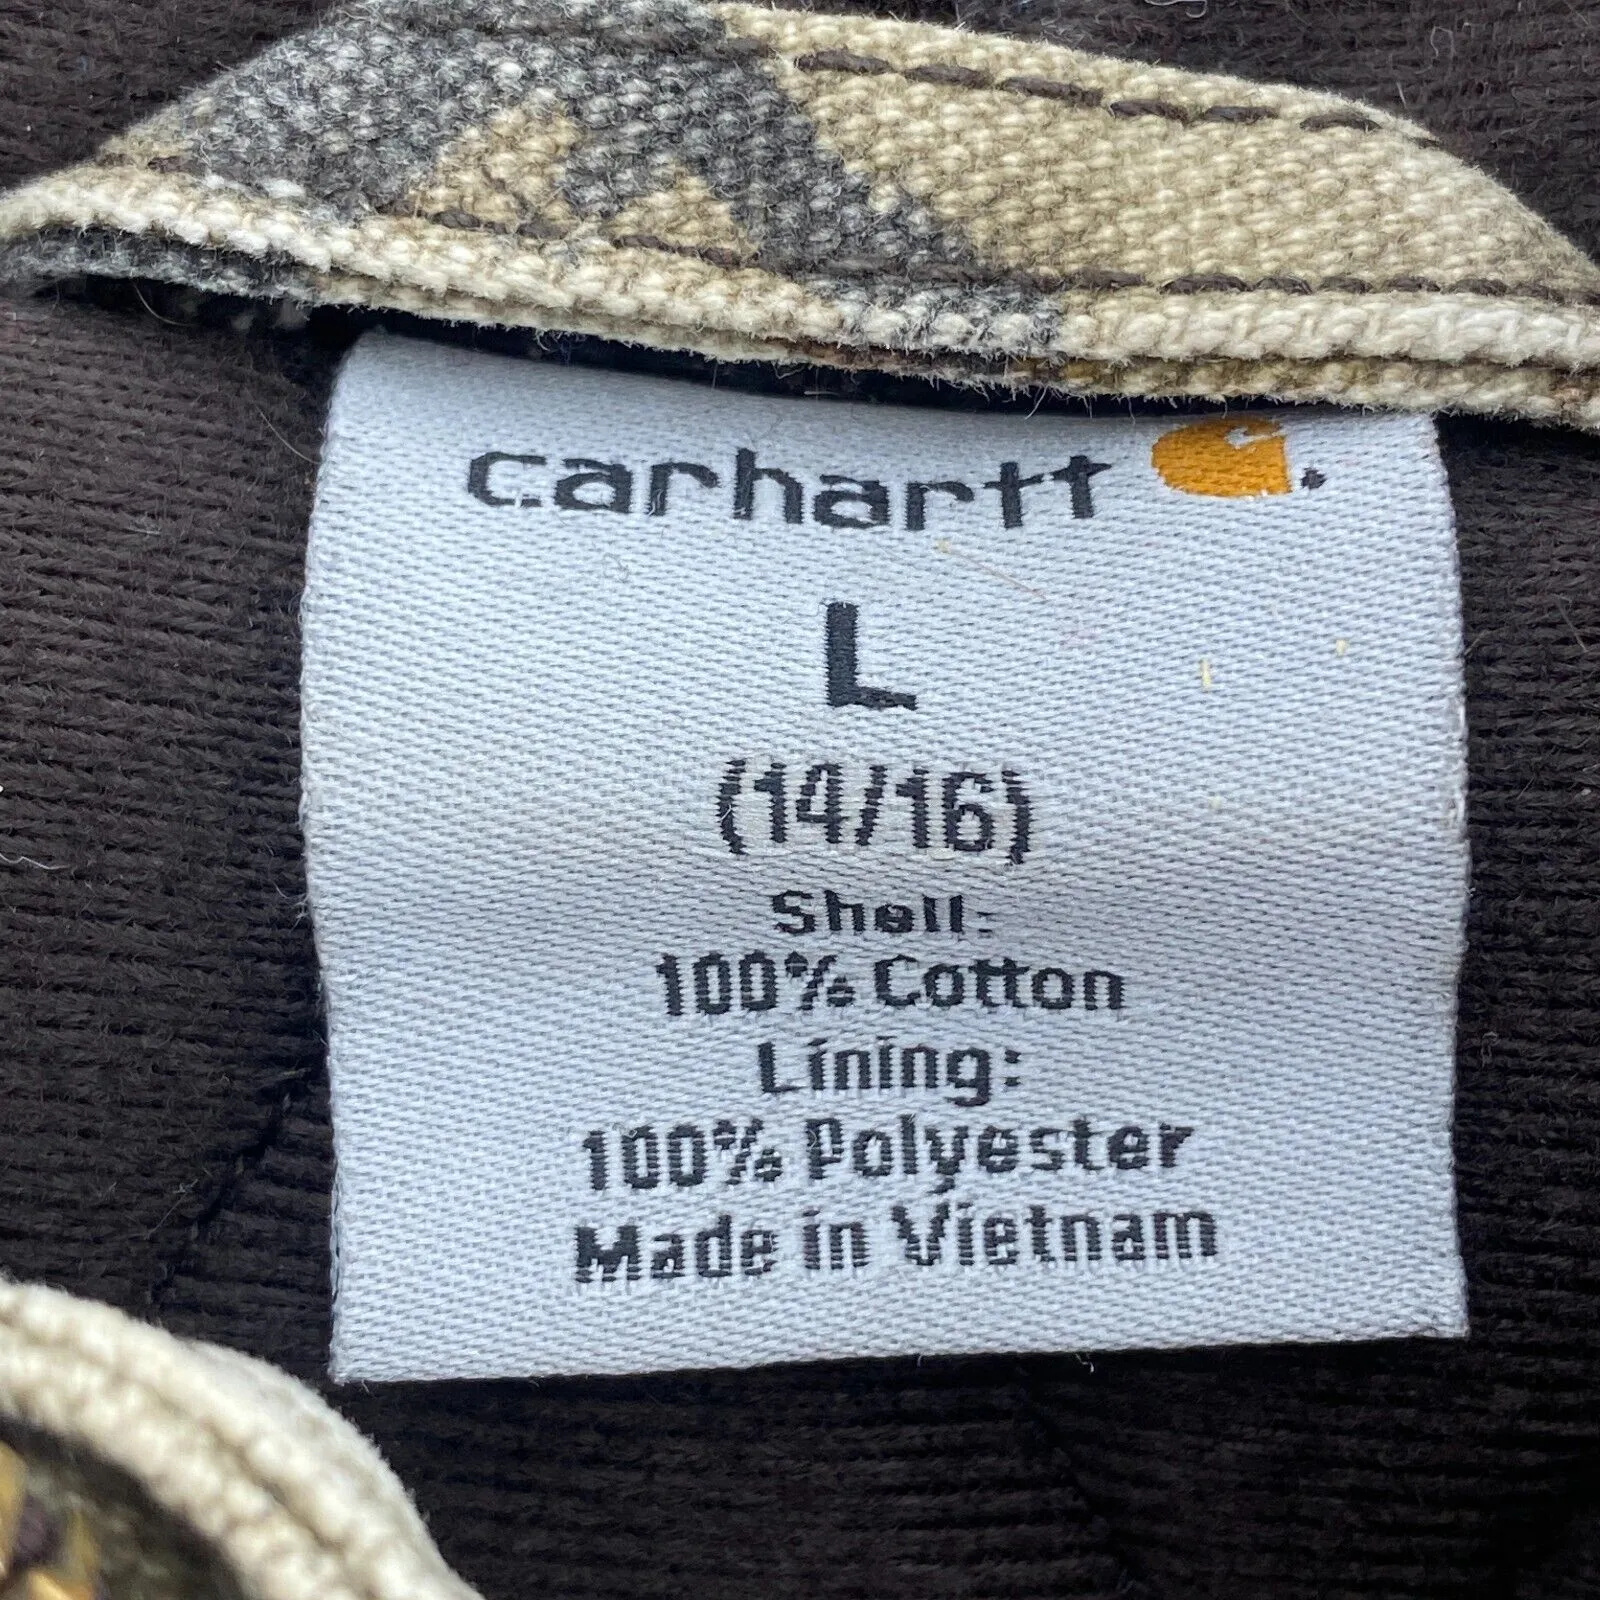 carhartt
L
(14/16)
Shell:
100% Cotton
Lining:
100% Polyester
Made in Vietnam